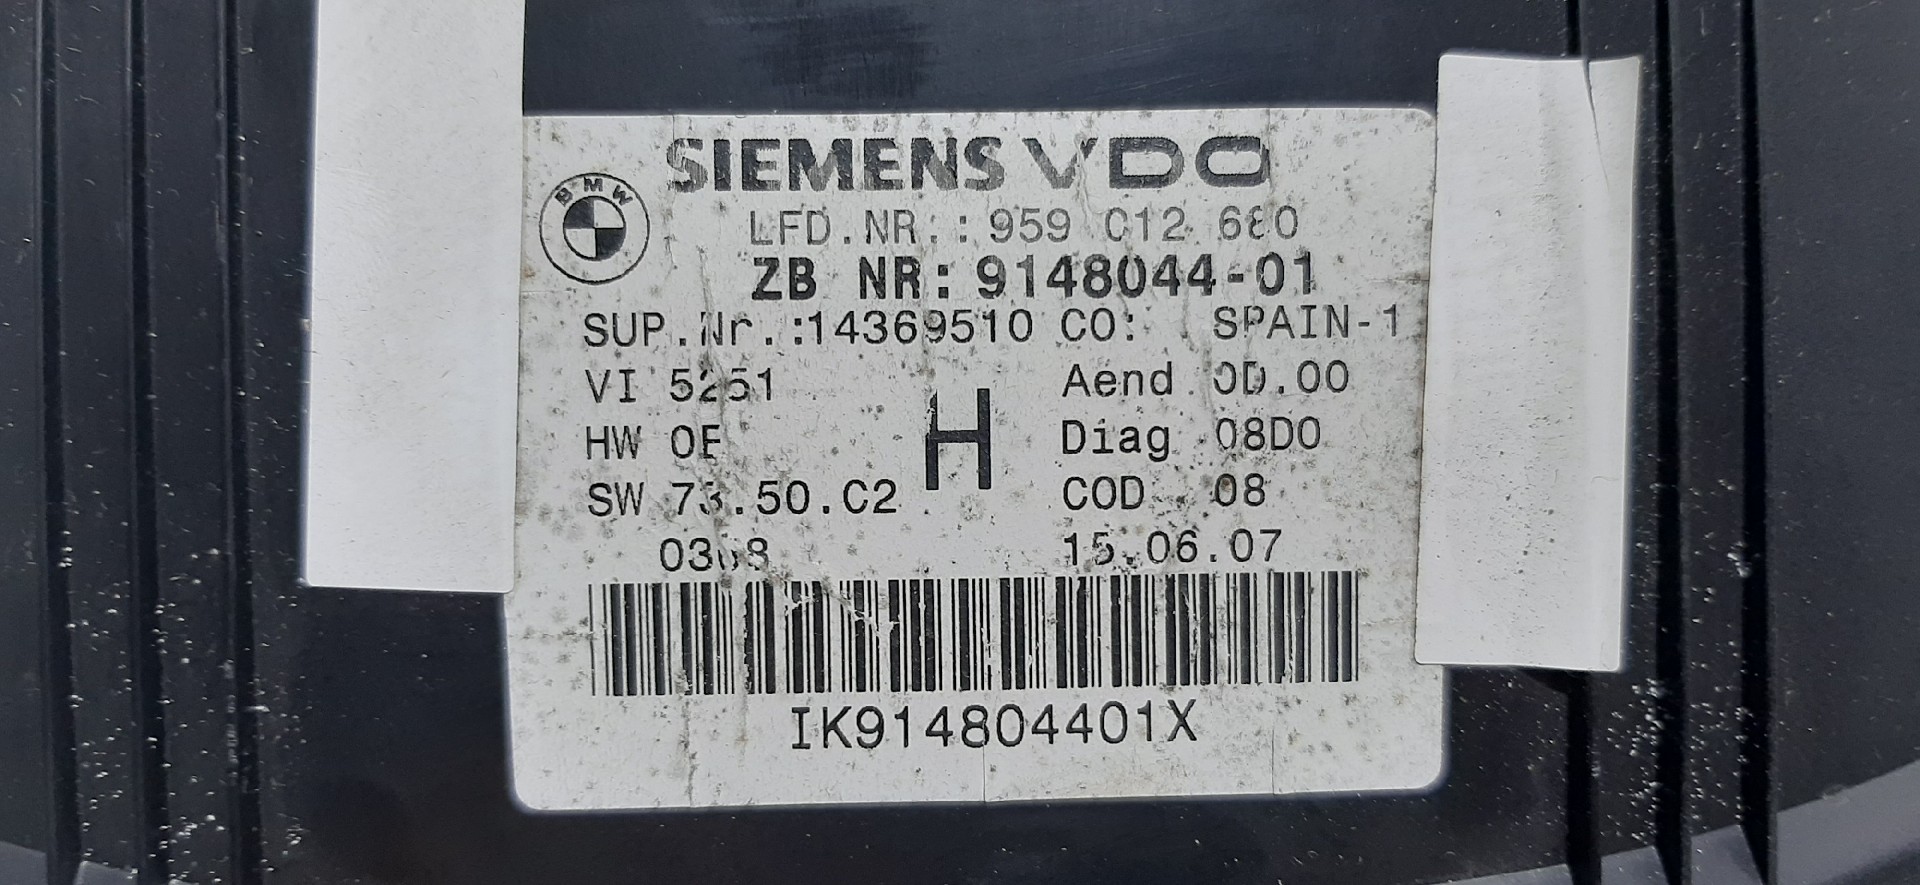 SIEMENS VDO
BMW
LFD.NR.: 959 012 680
ZB NR: 9148044-01
SUP.Nr.:14369510 CO: SPAIN-1
VI 5251 Aend 0D.00
HW 0E H Diag 08D0
SW 73.50.C2 COD 08
15.06.07
IK914804401X